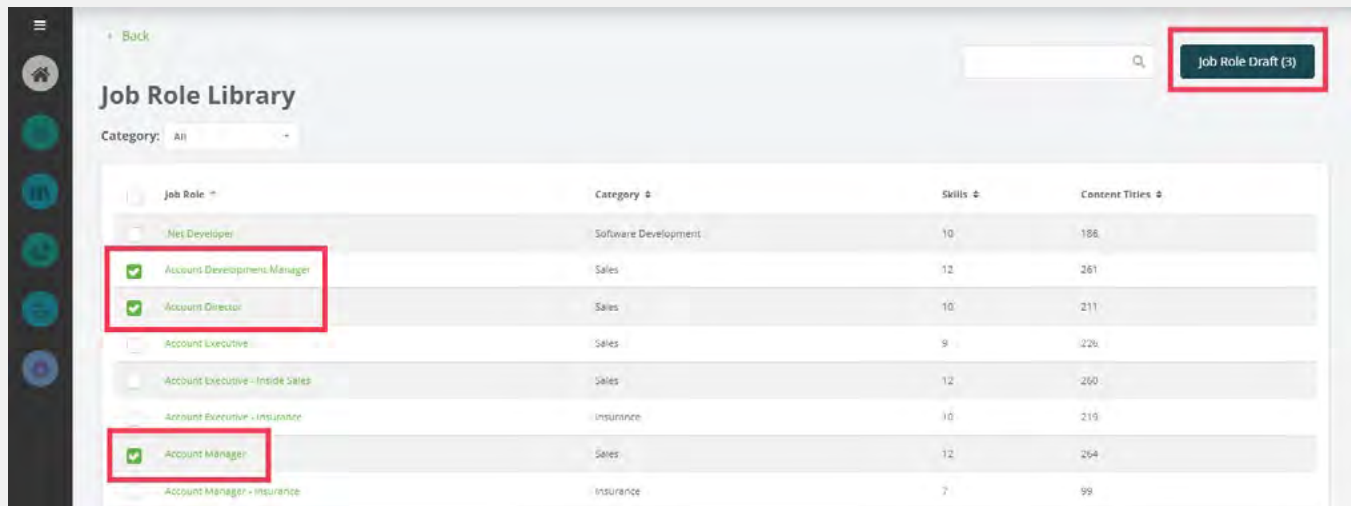 Back
Job Role Draft (3)
Job Role Library
Category: All
Job Role Category Skills Content Titles
.Net Developer Software Development 10 186
Account Development Manager Sales 12 261
Account Director Sales 10 211
Account Executive Sales 9 226
Account Executive - Inside Sales Sales 12 260
Account Executive - Insurance Insurance 10 219
Account Manager Sales 12 264
Account Manager - Insurance Insurance 7 99